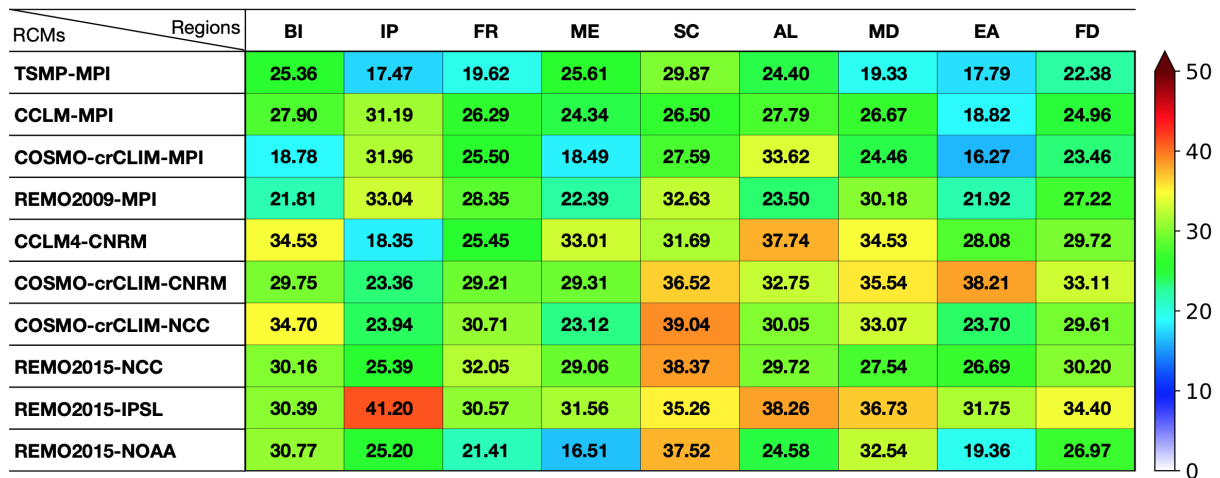 RCMs Regions BI IP FR ME SC AL MD EA FD
TSMP-MPI 25.36 17.47 19.62 25.61 29.87 24.40 19.33 17.79 22.38
CCLM-MPI 27.90 31.19 26.29 24.34 26.50 27.79 26.67 18.82 24.96
COSMO-crCLIM-MPI 18.78 31.96 25.50 18.49 27.59 33.62 24.46 16.27 23.46
REMO2009-MPI 21.81 33.04 28.35 22.39 32.63 23.50 30.18 21.92 27.22
CCLM4-CNRM 34.53 18.35 25.45 33.01 31.69 37.74 34.53 28.08 29.72
COSMO-crCLIM-CNRM 29.75 23.36 29.21 29.31 36.52 32.75 35.54 38.21 33.11
COSMO-crCLIM-NCC 34.70 23.94 30.71 23.12 39.04 30.05 33.07 23.70 29.61
REMO2015-NCC 30.16 25.39 32.05 29.06 38.37 29.72 27.54 26.69 30.20
REMO2015-IPSL 30.39 41.20 30.57 31.56 35.26 38.26 36.73 31.75 34.40
REMO2015-NOAA 30.77 25.20 21.41 16.51 37.52 24.58 32.54 19.36 26.97
50
40
30
20
10
0